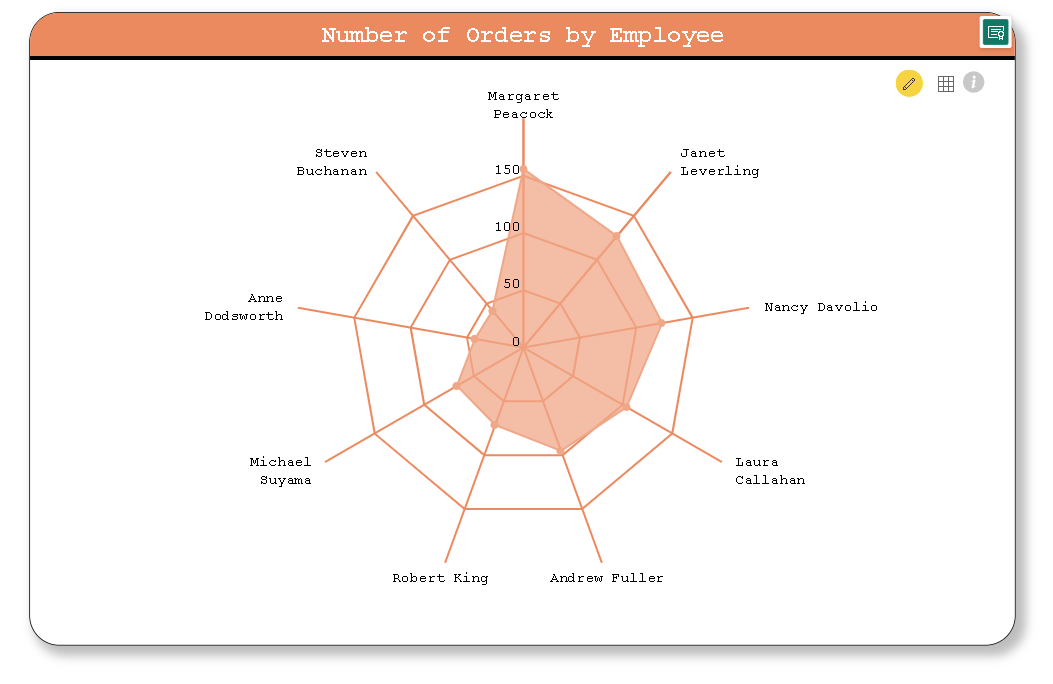 Number of Orders by Employee
i
Margaret
Peacock
Steven
Buchanan
Janet
Leverling
150
100
50
0
Anne
Dodsworth
Nancy Davolio
Michael
Suyama
Laura
Callahan
Robert King
Andrew Fuller